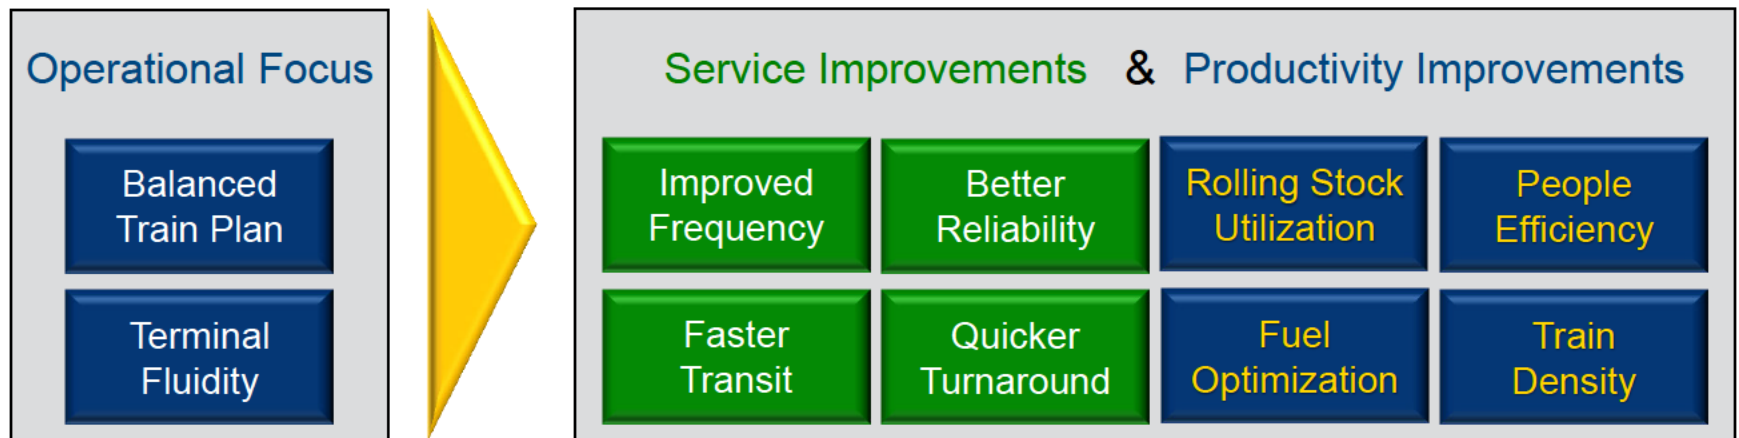 Operational Focus
Balanced
Train Plan
Terminal
Fluidity
Service Improvements & Productivity Improvements
Improved
Frequency
Better
Reliability
Rolling Stock
Utilization
People
Efficiency
Faster
Transit
Quicker
Turnaround
Fuel
Optimization
Train
Density